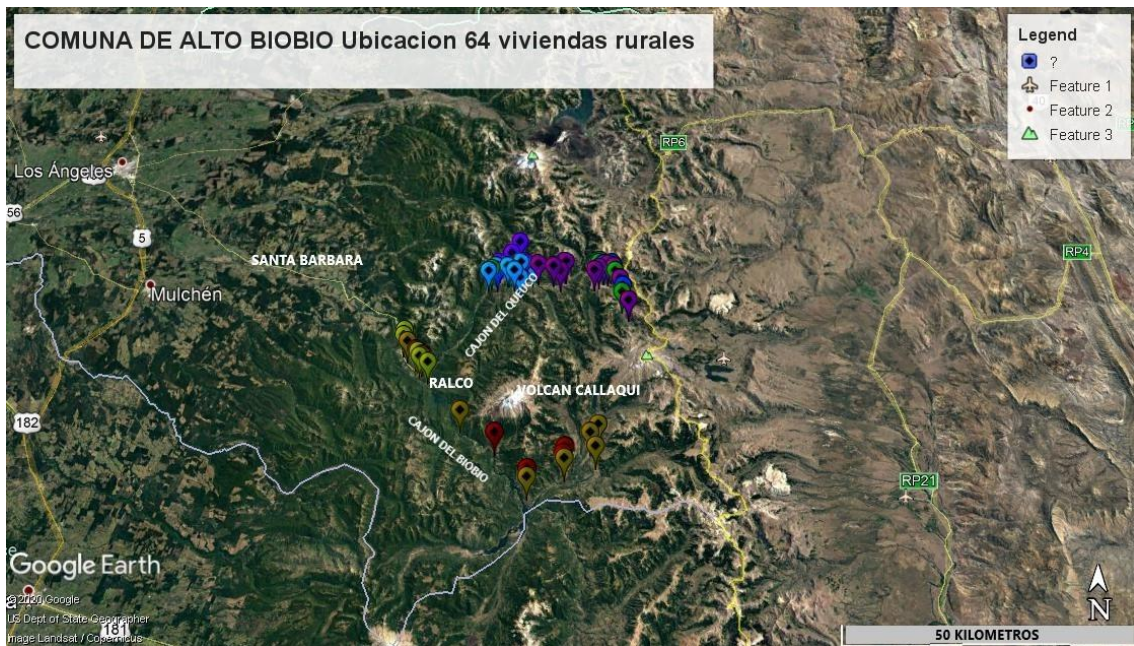 COMUNA DE ALTO BIOBIO Ubicacion 64 viviendas rurales
Legend
?
Feature 1
Feature 2
Feature 3
40
RP6
Los Ángeles
56
5
SANTA BARBARA
RP4
Mulchén
CAJON DEL QUEUCO
RALCO
VOLCAN CALLAQUI
182
CAJON DEL BIOBIO
RP21
Google Earth
©2020 Google
US Dept of State Geographer
Image Landsat / Copernicus
181
N
50 KILOMETROS